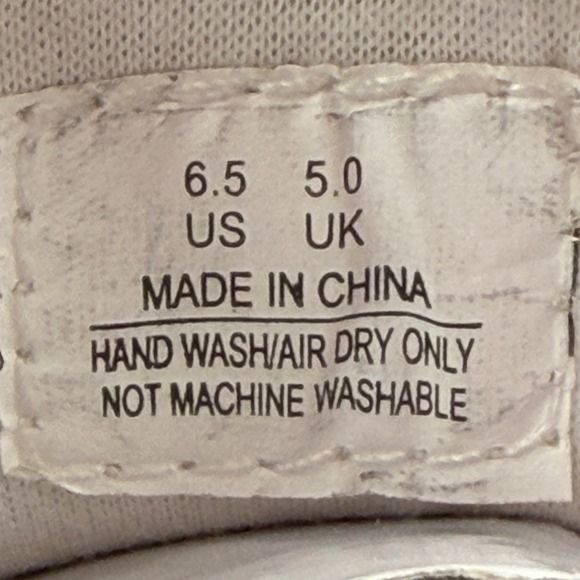 6.5 5.0
US UK
MADE IN CHINA
HAND WASH/AIR DRY ONLY
NOT MACHINE WASHABLE